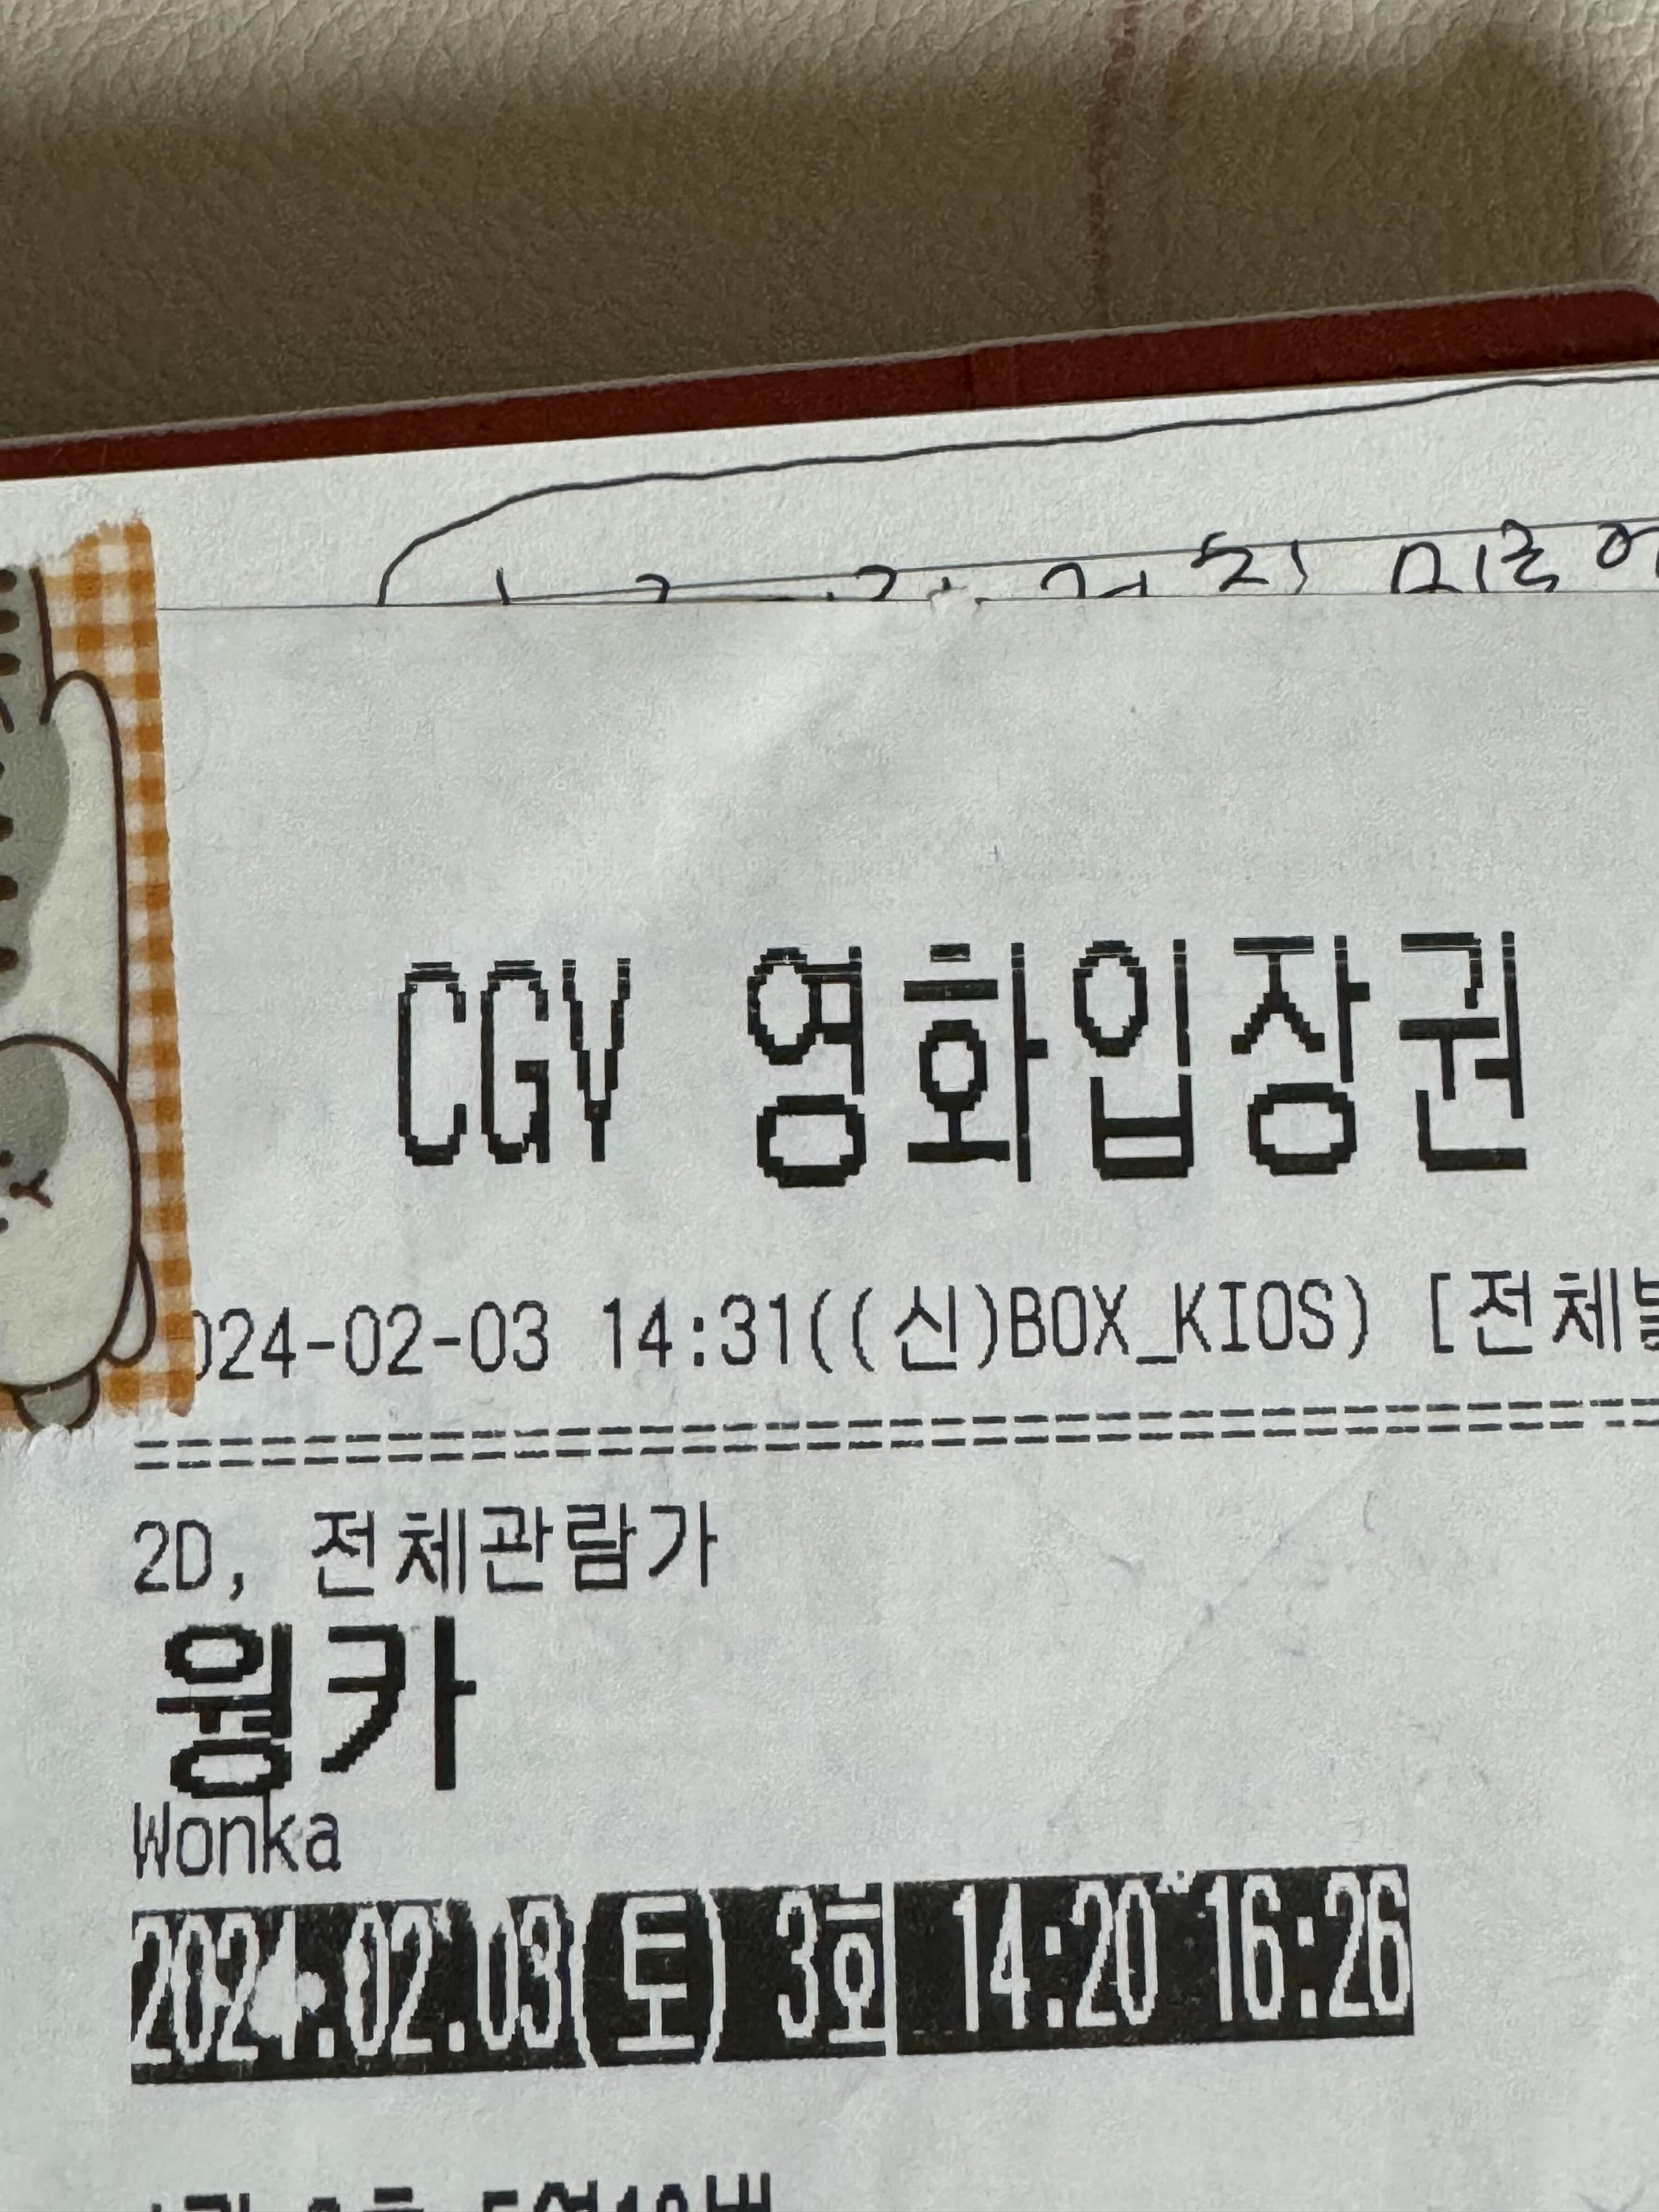 CGV 영화입장권
024-02-03 14:31((신)BOX_KIOS) [전체
2D, 전체관람가
웡카
Wonka
2024.02.03(토) 3회 14:20~16:26